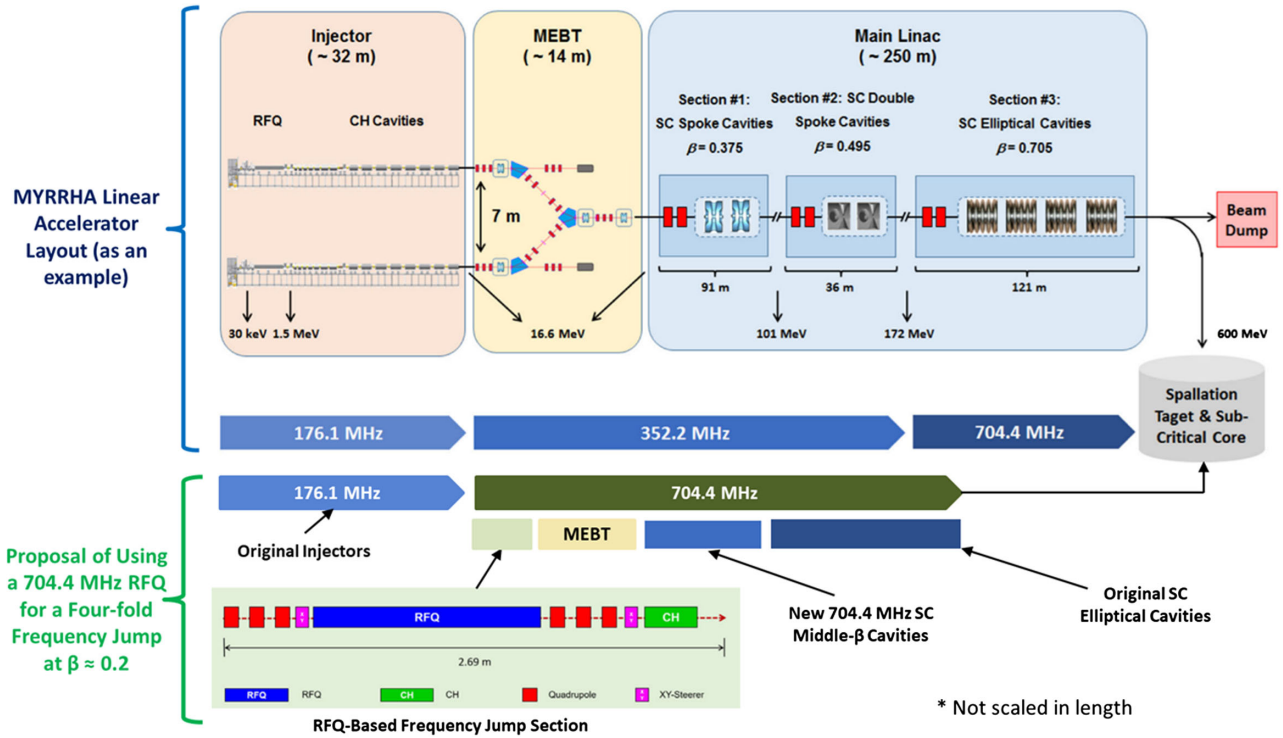 Injector
( ~ 32 m)
MEBT
( ~ 14 m)
Main Linac
( ~ 250 m)
RFQ
CH Cavities
Section #1:
SC Spoke Cavities
β = 0.375
Section #2: SC Double
Spoke Cavities
β = 0.495
Section #3:
SC Elliptical Cavities
β = 0.705
MYRRHA Linear
Accelerator
Layout (as an
example)
7 m
Beam
Dump
91 m
36 m
121 m
30 keV
1.5 MeV
16.6 MeV
101 MeV
172 MeV
600 MeV
Spallation
Taget & Sub-
Critical Core
176.1 MHz
352.2 MHz
704.4 MHz
176.1 MHz
704.4 MHz
Original Injectors
MEBT
Proposal of Using
a 704.4 MHz RFQ
for a Four-fold
Frequency Jump
at β ≈ 0.2
New 704.4 MHz SC
Middle-β Cavities
Original SC
Elliptical Cavities
X
Y
RFQ
X
Y
CH
2.69 m
RFQ
RFQ
CH
CH
Quadrupole
X
Y
XY-Steerer
RFQ-Based Frequency Jump Section
* Not scaled in length